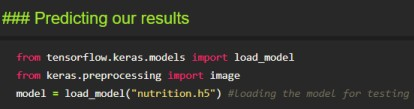 ### Predicting our results
from tensorflow.keras.models import load_model
from keras.preprocessing import image
model = load_model("nutrition.h5") #loading the model for testing